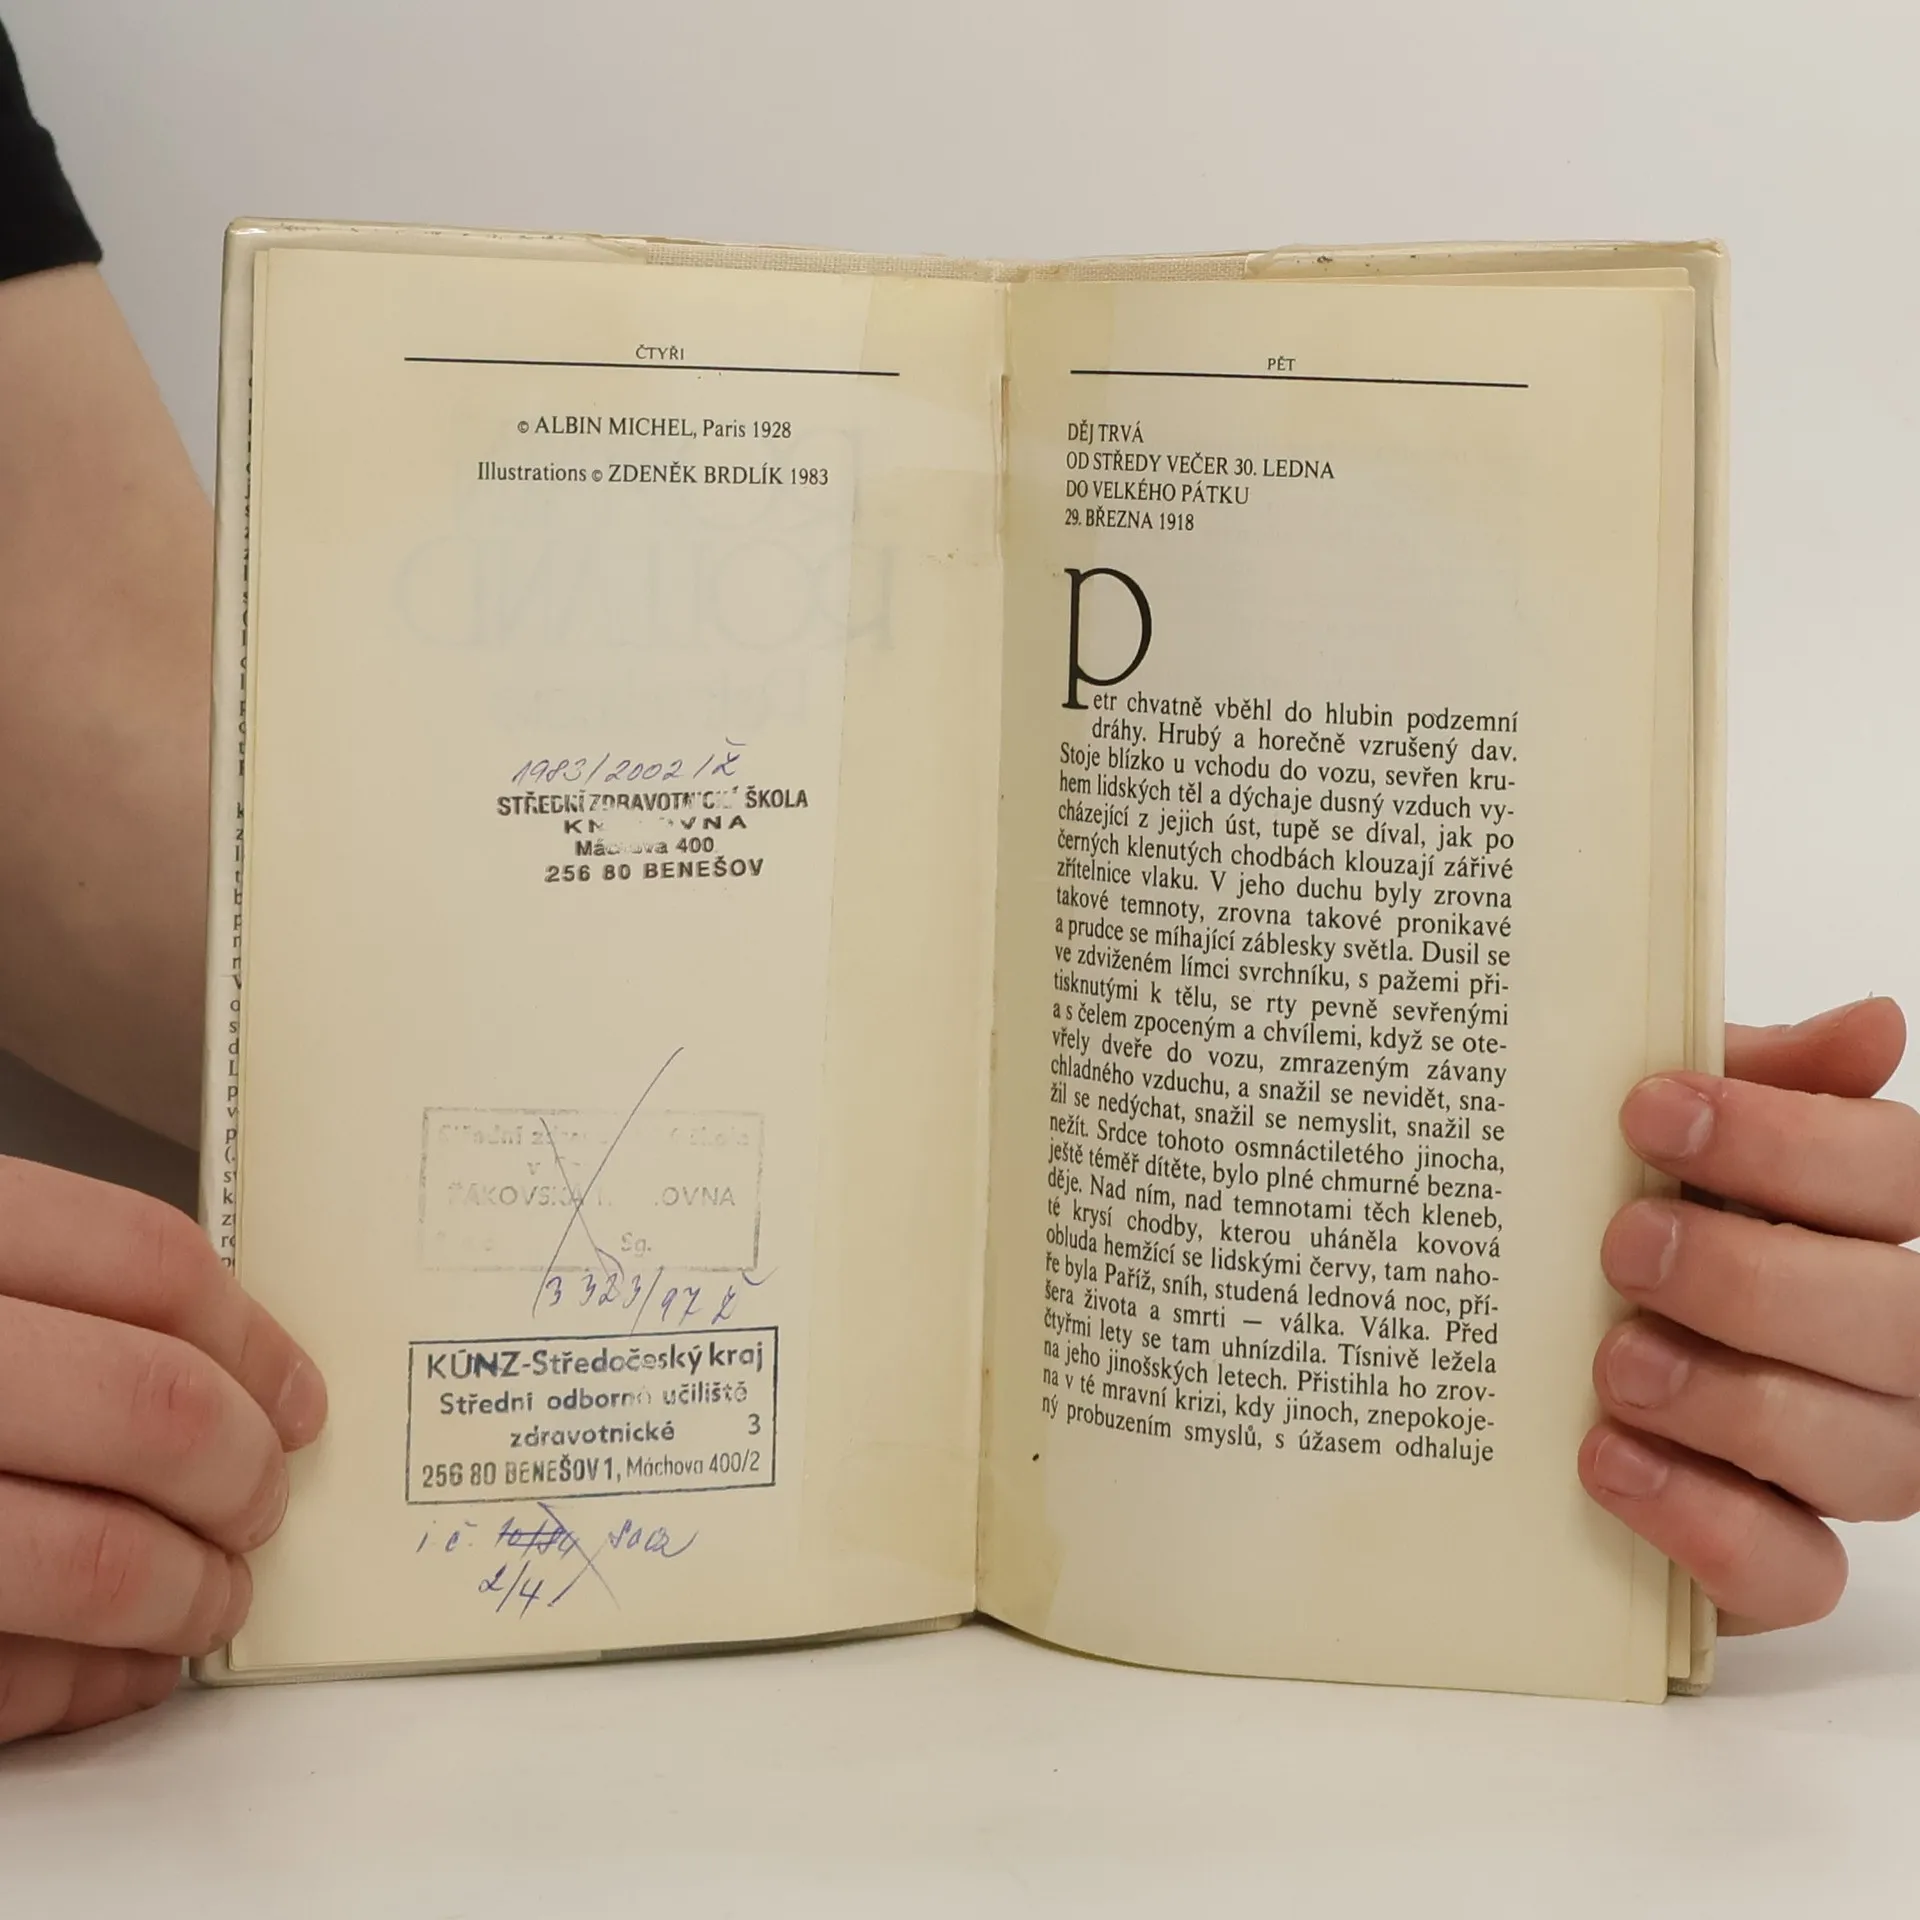 ČTYŘI
© ALBIN MICHEL, Paris 1928
Illustrations © ZDENĚK BRDLÍK 1983
1983/2002/Ž
STŘEDNÍ ZDRAVOTNICKÁ ŠKOLA
KNIHOVNA
Máchova 400
256 80 BENEŠOV
3 323/97 Ž
KÚNZ-Středočeský kraj
Střední odborné učiliště
zdravotnické 3
256 80 BENEŠOV 1, Máchova 400/2
i. č.
2/4
PĚT
DĚJ TRVÁ
OD STŘEDY VEČER 30. LEDNA
DO VELKÉHO PÁTKU
29. BŘEZNA 1918
Petr chvatně vběhl do hlubin podzemní
dráhy. Hrubý a horečně vzrušený dav.
Stoje blízko u vchodu do vozu, sevřen kru-
hem lidských těl a dýchaje dusný vzduch vy-
cházející z jejich úst, tupě se díval, jak po
černých klenutých chodbách klouzají zářivé
zřítelnice vlaku. V jeho duchu byly zrovna
takové temnoty, zrovna takové pronikavé
a prudce se míhající záblesky světla. Dusil se
ve zdviženém límci svrchníku, s pažemi při-
tisknutými k tělu, se rty pevně sevřenými
a s čelem zpoceným a chvílemi, když se ote-
vřely dveře do vozu, zmrazeným závany
chladného vzduchu, a snažil se nevidět, sna-
žil se nedýchat, snažil se nemyslit, snažil se
nežít. Srdce tohoto osmnáctiletého jinocha,
ještě téměř dítěte, bylo plné chmurné bezna-
děje. Nad ním, nad temnotami těch kleneb,
té krysí chodby, kterou uháněla kovová
obluda hemžící se lidskými červy, tam naho-
ře byla Paříž, sníh, studená lednová noc, pří-
šera života a smrti — válka. Válka. Před
čtyřmi lety se tam uhnízdila. Tísnivě ležela
na jeho jinošských letech. Přistihla ho zrov-
na v té mravní krizi, kdy jinoch, znepokoje-
ný probuzením smyslů, s úžasem odhaluje